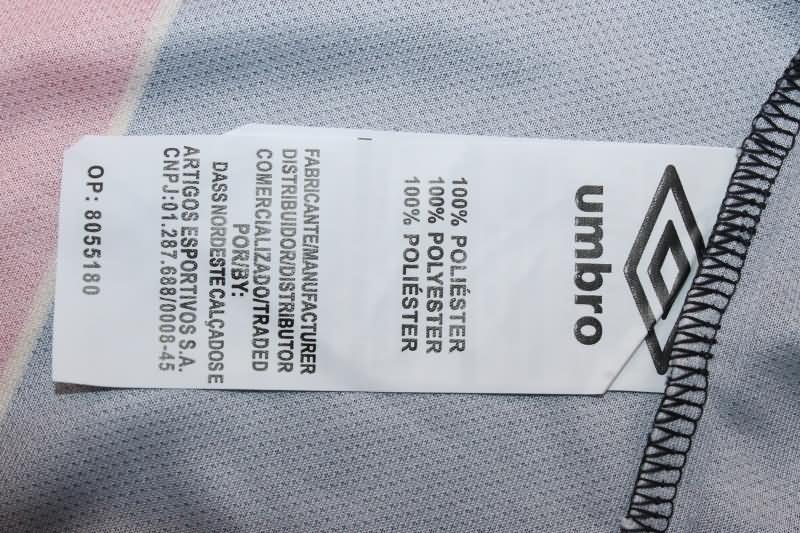 umbro
100% POLIÉSTER
100% POLYESTER
100% POLIÉSTER
FABRICANTE/MANUFACTURER
DISTRIBUIDOR/DISTRIBUTOR
COMERCIALIZADO/TRADED
POR/BY:
DASS NORDESTE CALÇADOS E
ARTIGOS ESPORTIVOS S.A.
CNPJ:01.287.688/0008-45
OP: 8055180